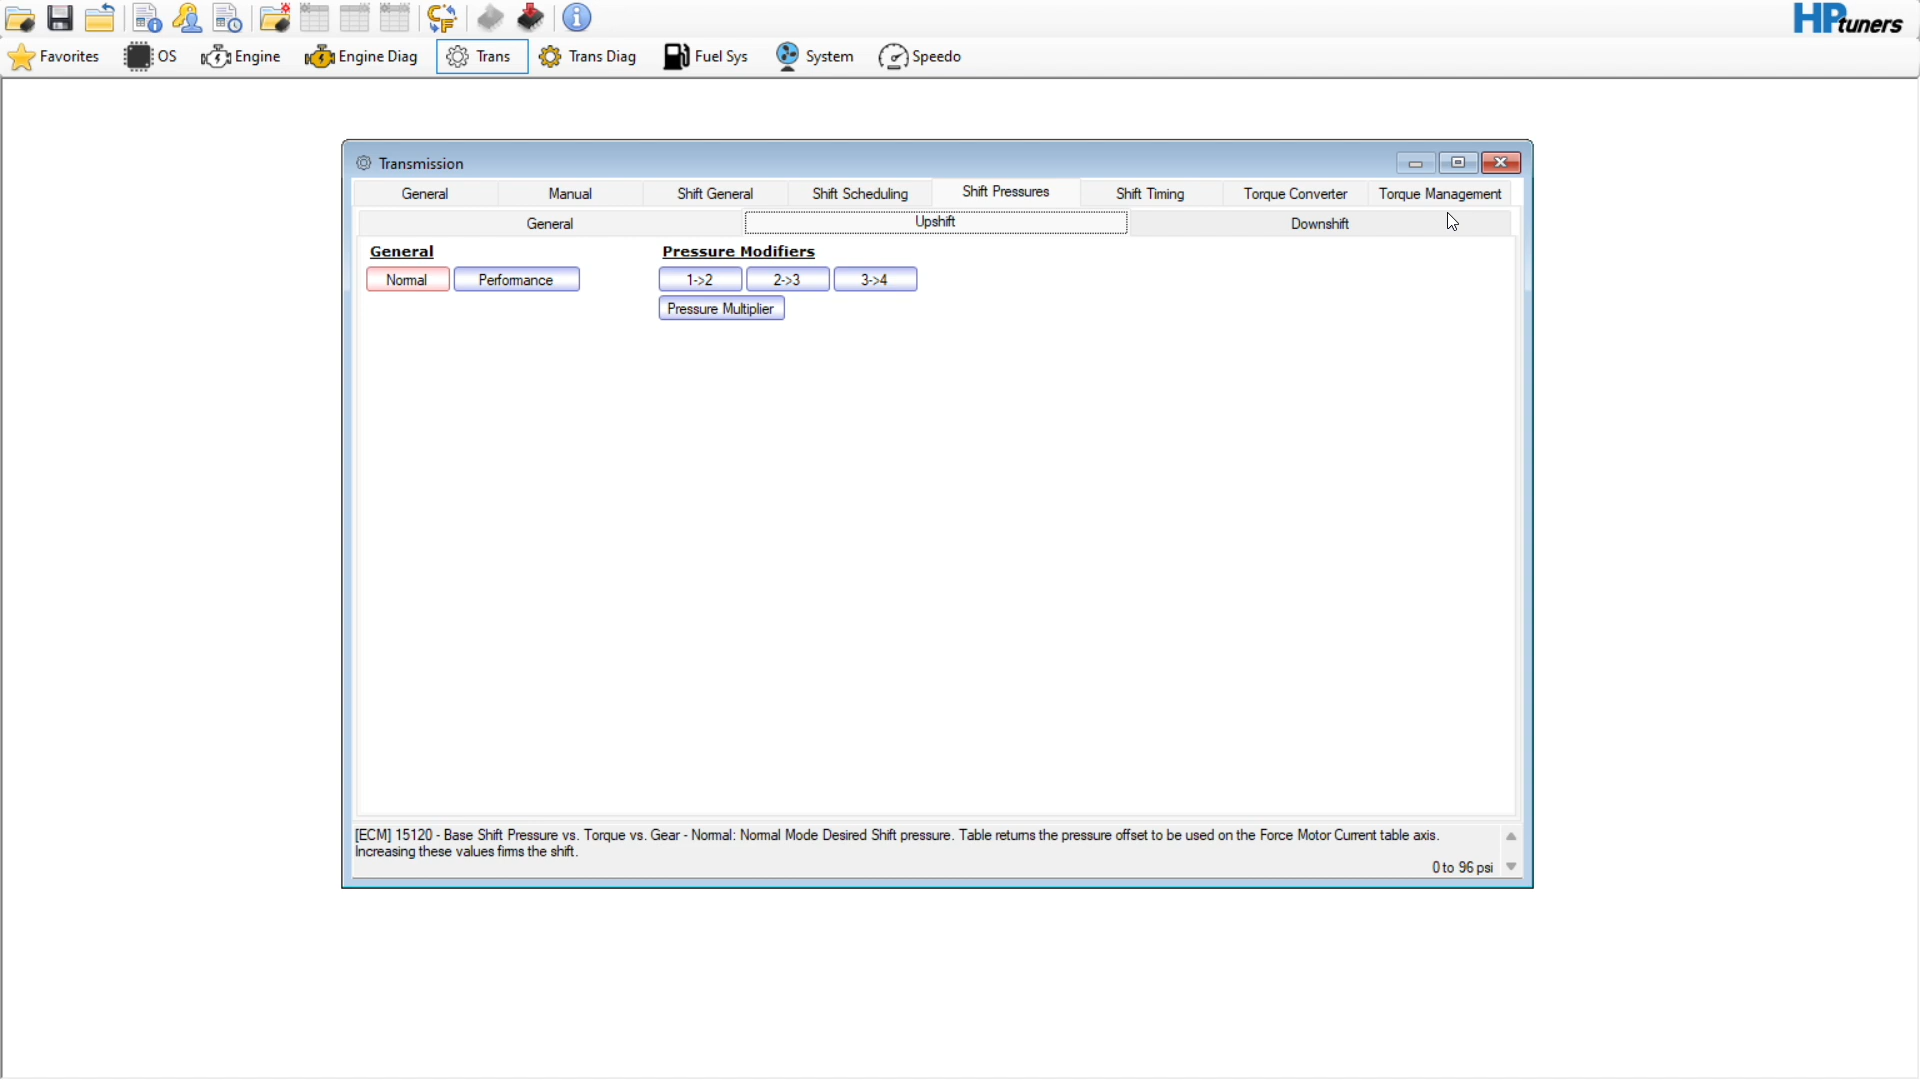 HPtuners
Favorites OS Engine Engine Diag Trans Trans Diag Fuel Sys System Speedo
Transmission
General Manual Shift General Shift Scheduling Shift Pressures Shift Timing Torque Converter Torque Management
General Upshift Downshift
General Pressure Modifiers
Normal Performance 1->2 2->3 3->4
Pressure Multiplier
[ECM] 15120 - Base Shift Pressure vs. Torque vs. Gear - Normal: Normal Mode Desired Shift pressure. Table returns the pressure offset to be used on the Force Motor Current table axis.
Increasing these values firms the shift.
0 to 96 psi